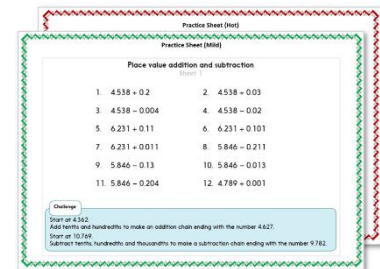 Practice Sheet (Hot)
Practice Sheet (Mild)
Place value addition and subtraction
Sheet 1
1. 4.538 + 0.2 2. 4.538 + 0.03
3. 4.538 – 0.004 4. 4.538 – 0.02
5. 6.231 + 0.11 6. 6.231 + 0.101
7. 6.231 + 0.011 8. 5.846 – 0.211
9. 5.846 – 0.13 10. 5.846 – 0.013
11. 5.846 – 0.204 12. 4.789 + 0.001
Challenge
Start at 4.362.
Add tenths and hundredths to make an addition chain ending with the number 4.627.
Start at 10.769.
Subtract tenths, hundredths and thousandths to make a subtraction chain ending with the number 9.782.